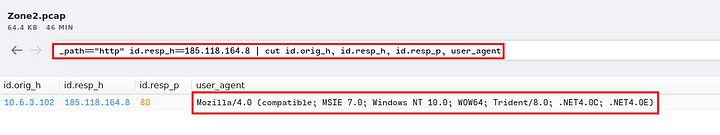 Zone2.pcap
64.4 KB 46 MIN
_path=="http" id.resp_h==185.118.164.8 | cut id.orig_h, id.resp_h, id.resp_p, user_agent
id.orig_h id.resp_h id.resp_p user_agent
10.6.3.102 185.118.164.8 80 Mozilla/4.0 (compatible; MSIE 7.0; Windows NT 10.0; WOW64; Trident/8.0; .NET4.0C; .NET4.0E)